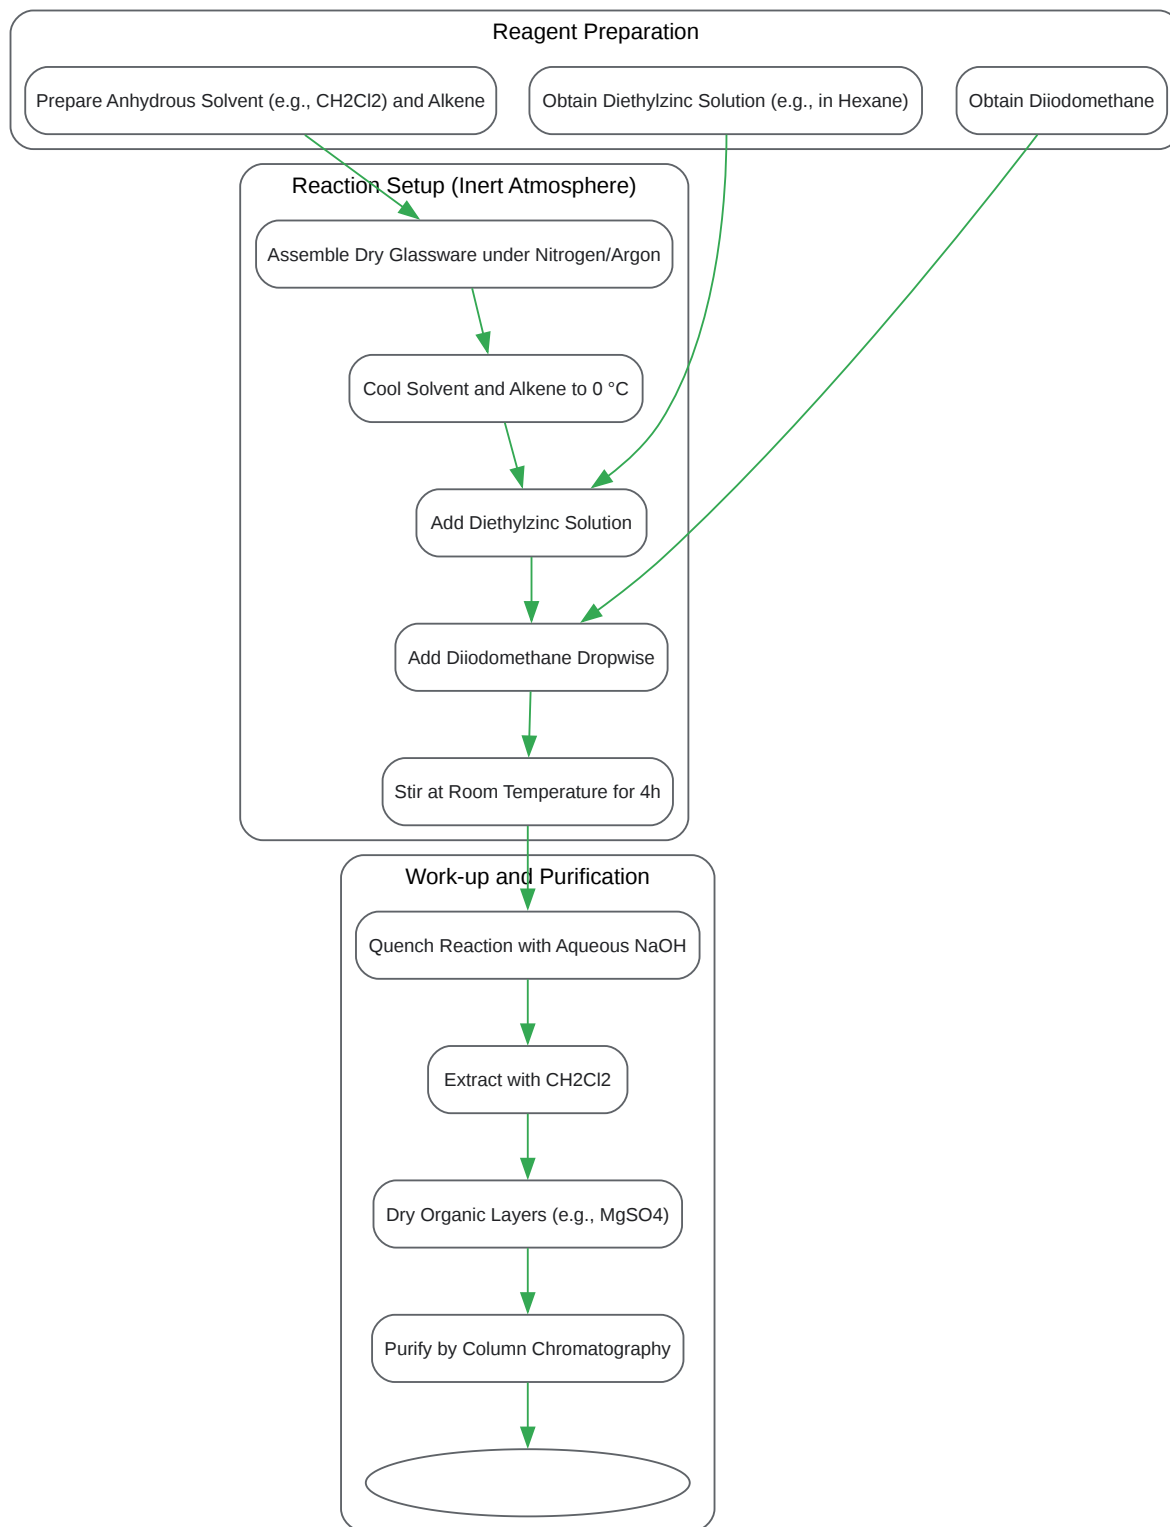 Reagent Preparation
Prepare Anhydrous Solvent (e.g., CH2Cl2) and Alkene
Obtain Diethylzinc Solution (e.g., in Hexane)
Obtain Diiodomethane
Reaction Setup (Inert Atmosphere)
Assemble Dry Glassware under Nitrogen/Argon
Cool Solvent and Alkene to 0 °C
Add Diethylzinc Solution
Add Diiodomethane Dropwise
Stir at Room Temperature for 4h
Work-up and Purification
Quench Reaction with Aqueous NaOH
Extract with CH2Cl2
Dry Organic Layers (e.g., MgSO4)
Purify by Column Chromatography